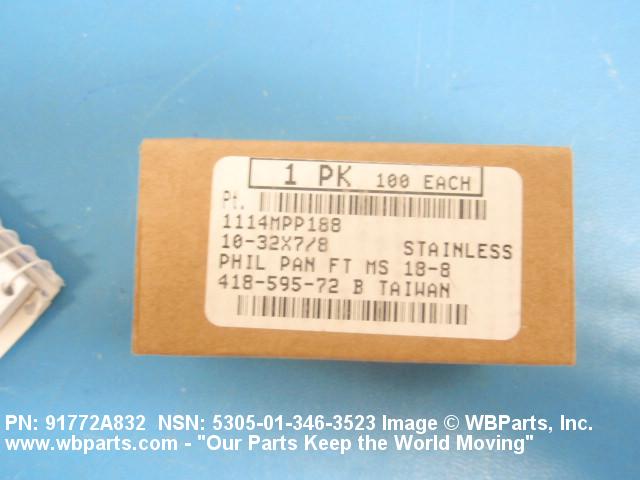 1 PK 100 EACH
Pt.
1114MPP188
10-32X7/8 STAINLESS
PHIL PAN FT MS 18-8
418-595-72 B TAIWAN
PN: 91772A832 NSN: 5305-01-346-3523 Image © WBParts, Inc.
www.wbparts.com - "Our Parts Keep the World Moving"